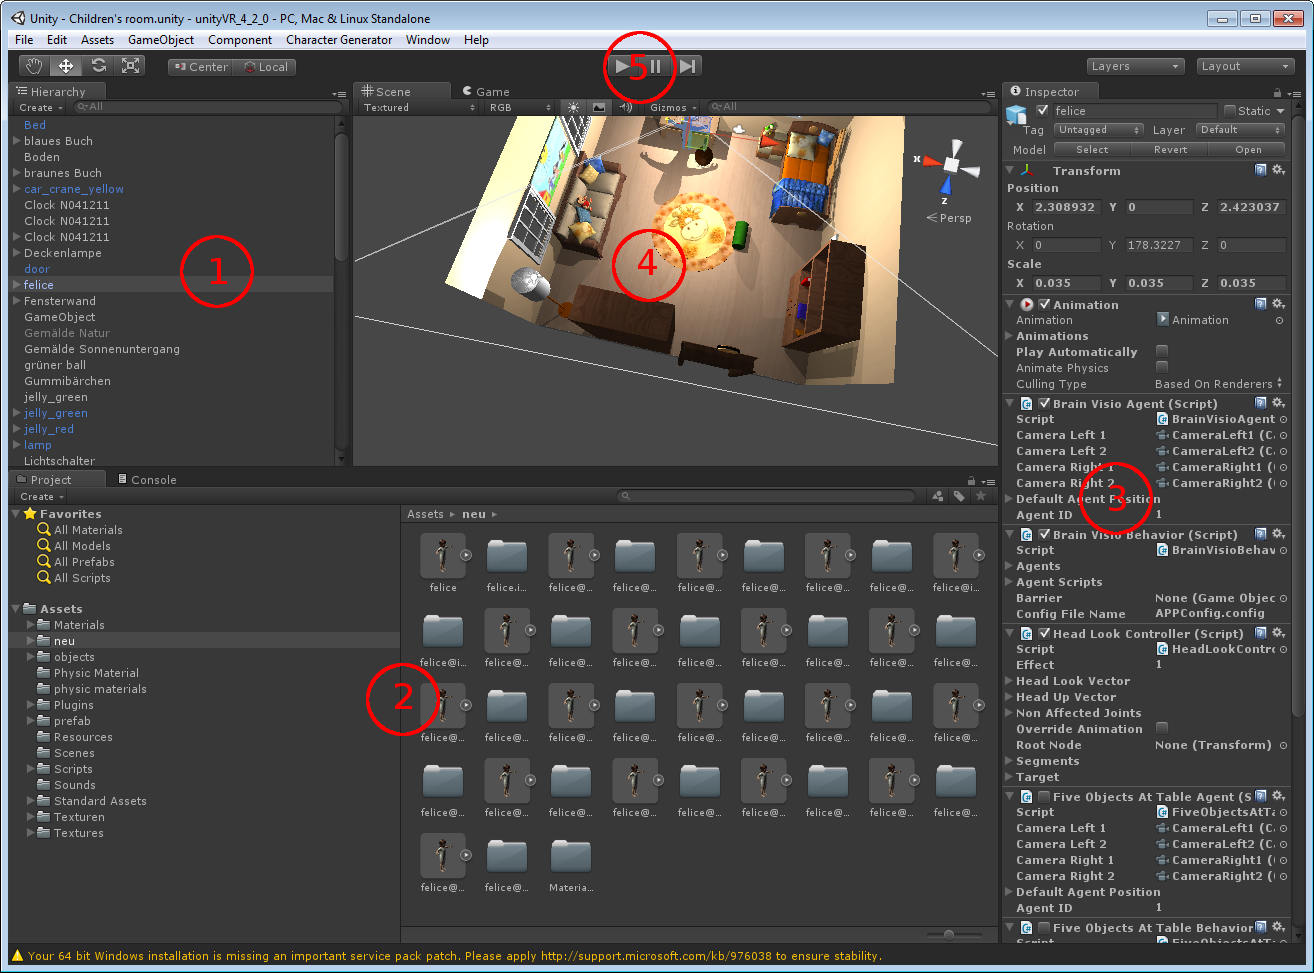 Unity - Children's room.unity - unityVR_4_2_0 - PC, Mac & Linux Standalone
File Edit Assets GameObject Component Character Generator Window Help
Center Local
5
Layers Layout
Hierarchy
Create All
Bed
blaues Buch
Boden
braunes Buch
car_crane_yellow
Clock N041211
Clock N041211
Clock N041211
Deckenlampe
door
felice
Fensterwand
GameObject
Gemälde Natur
Gemälde Sonnenuntergang
grüner ball
Gummibärchen
jelly_green
jelly_green
jelly_red
lamp
Lichtschalter
1
Scene Game
Textured RGB Gizmos All
x
z
Persp
4
Project Console
Create
Favorites
All Materials
All Models
All Prefabs
All Scripts
Assets
Materials
neu
objects
Physic Material
physic materials
Plugins
prefab
Resources
Scenes
Scripts
Sounds
Standard Assets
Texturen
Textures
2
Assets neu
felice felice.i... felice@... felice@... felice@... felice@... felice@... felice@... felice@i...
felice@i... felice@... felice@... felice@... felice@... felice@... felice@... felice@... felice@...
felice@... felice@... felice@... felice@... felice@... felice@... felice@... felice@... felice@...
felice@... felice@... felice@... felice@... felice@... felice@... felice@... felice@... felice@...
felice@... felice@... Materia...
Inspector
felice Static
Tag Untagged Layer Default
Model Select Revert Open
Transform
Position
X 2.308932 Y 0 Z 2.423037
Rotation
X 0 Y 178.3227 Z 0
Scale
X 0.035 Y 0.035 Z 0.035
Animation
Animation Animation
Animations
Play Automatically
Animate Physics
Culling Type Based On Renderers
Brain Visio Agent (Script)
Script BrainVisioAgent
Camera Left 1 CameraLeft1 (C
Camera Left 2 CameraLeft2 (C
Camera Right 1 CameraRight1 (
Camera Right 2 CameraRight2 (
Default Agent Position
Agent ID 1
3
Brain Visio Behavior (Script)
Script BrainVisioBehav
Agents
Agent Scripts
Barrier None (Game Objec
Config File Name APPConfig.config
Head Look Controller (Script)
Script HeadLookContro
Effect 1
Head Look Vector
Head Up Vector
Non Affected Joints
Override Animation
Root Node None (Transform)
Segments
Target
Five Objects At Table Agent (S
Script FiveObjectsAtTa
Camera Left 1 CameraLeft1 (C
Camera Left 2 CameraLeft2 (C
Camera Right 1 CameraRight1 (
Camera Right 2 CameraRight2 (
Default Agent Position
Agent ID 1
Five Objects At Table Behavior
Script FiveObjectsAtTa
Your 64 bit Windows installation is missing an important service pack patch. Please apply http://support.microsoft.com/kb/976038 to ensure stability.